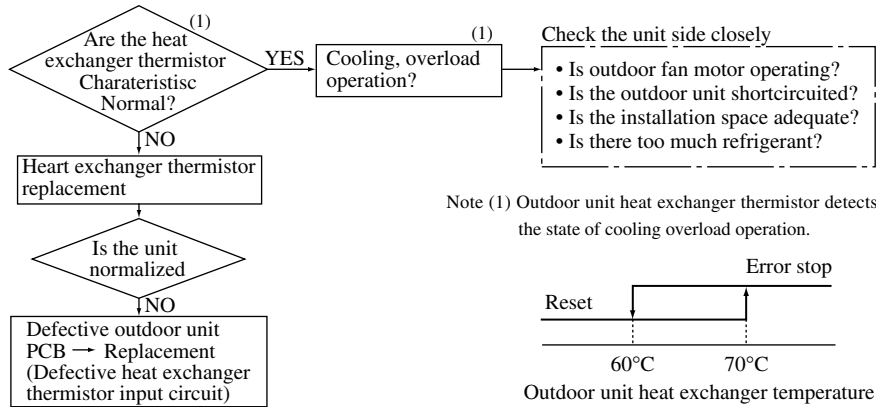 (1)
Are the heat
exchanger thermistor
Charateristisc
Normal?
YES
(1)
Cooling, overload
operation?
Check the unit side closely
• Is outdoor fan motor operating?
• Is the outdoor unit shortcircuited?
• Is the installation space adequate?
• Is there too much refrigerant?
NO
Heart exchanger thermistor
replacement
Is the unit
normalized
NO
Defective outdoor unit
PCB → Replacement
(Defective heat exchanger
thermistor input circuit)
Note (1) Outdoor unit heat exchanger thermistor detects
the state of cooling overload operation.
Error stop
Reset
60°C
70°C
Outdoor unit heat exchanger temperature